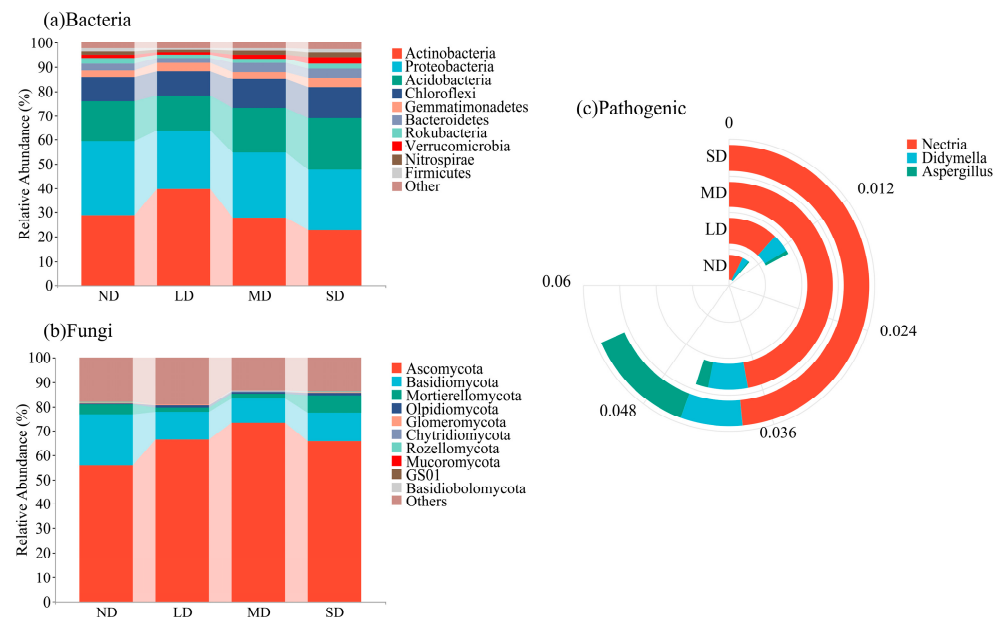 (a)Bacteria
Relative Abundance (%)
100
90
80
70
60
50
40
30
20
10
0
ND LD MD SD
Actinobacteria
Proteobacteria
Acidobacteria
Chloroflexi
Gemmatimonadetes
Bacteroidetes
Rokubacteria
Verrucomicrobia
Nitrospirae
Firmicutes
Other
(b)Fungi
Relative Abundance (%)
100
90
80
70
60
50
40
30
20
10
0
ND LD MD SD
Ascomycota
Basidiomycota
Mortierellomycota
Olpidiomycota
Glomeromycota
Chytridiomycota
Rozellomycota
Mucoromycota
GS01
Basidiobolomycota
Others
(c)Pathogenic
0
0.012
0.024
0.036
0.048
0.06
SD
MD
LD
ND
Nectria
Didymella
Aspergillus